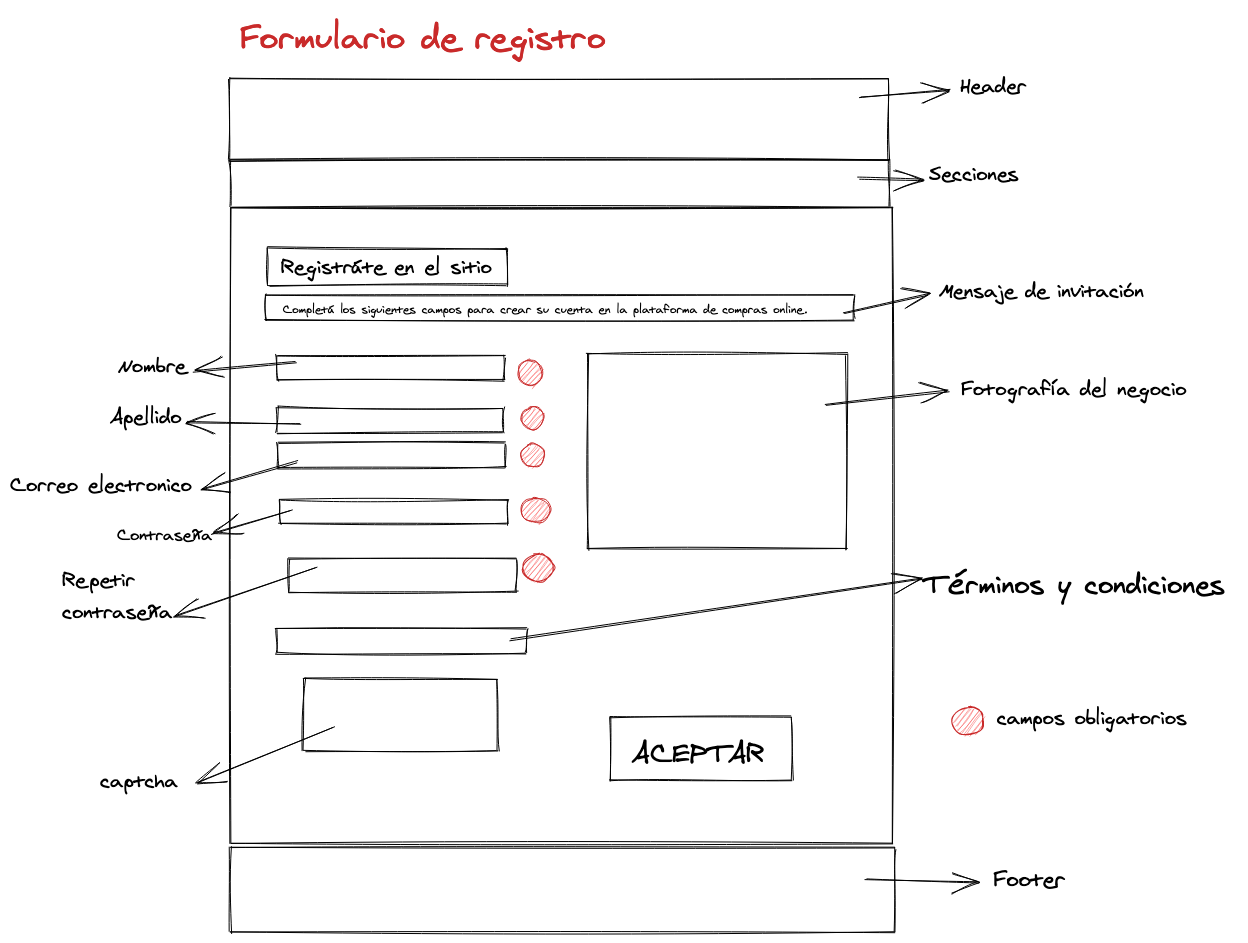 Formulario de registro
Header
Secciones
Registráte en el sitio
Mensaje de invitación
Completá los siguientes campos para crear su cuenta en la plataforma de compras online.
Nombre
Fotografía del negocio
Apellido
Correo electronico
Contraseña
Repetir
contraseña
Términos y condiciones
campos obligatorios
ACEPTAR
captcha
Footer